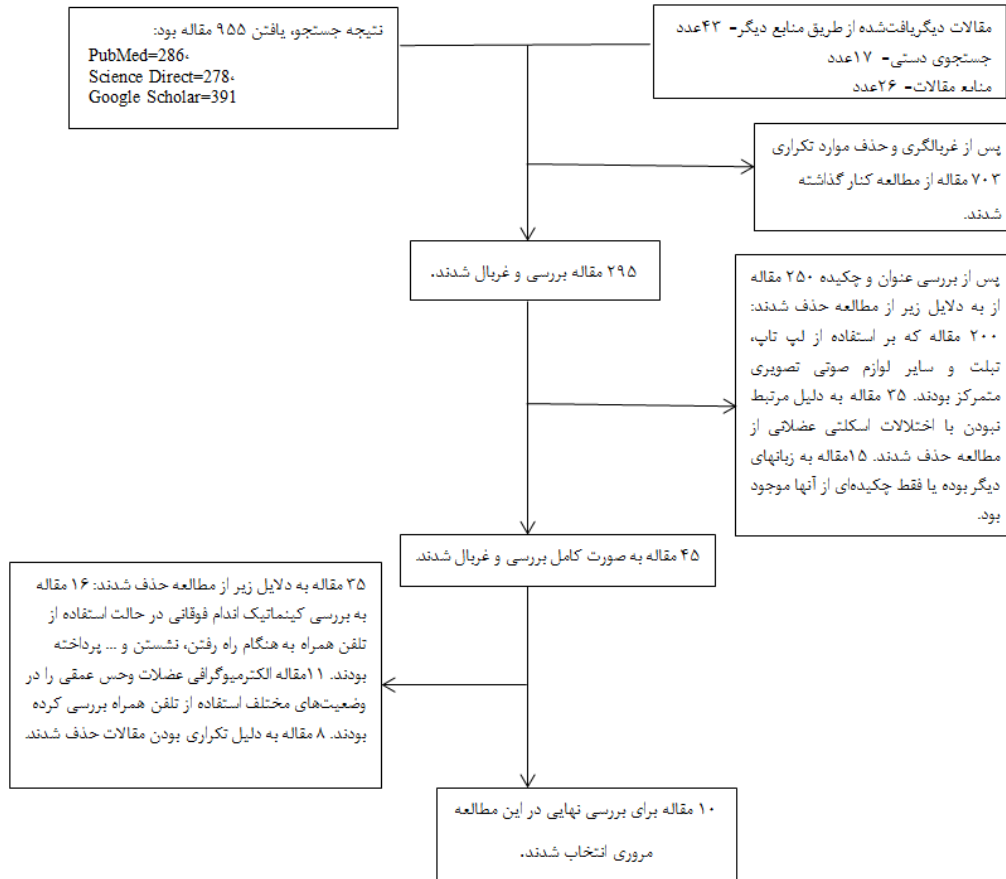 مقالات دیگریافت‌شده از طریق منابع دیگر- ۴۳عدد
جستجوی دستی- ۱۷عدد
منابع مقالات- ۲۶عدد
نتیجه جستجو، یافتن ۹۵۵ مقاله بود:
PubMed=286،
Science Direct=278،
Google Scholar=391
پس از غربالگری و حذف موارد تکراری
۷۰۳ مقاله از مطالعه کنار گذاشته
شدند.
۲۹۵ مقاله بررسی و غربال شدند.
پس از بررسی عنوان و چکیده ۲۵۰ مقاله
از به دلایل زیر از مطالعه حذف شدند:
۲۰۰ مقاله که بر استفاده از لپ تاپ،
تبلت و سایر لوازم صوتی تصویری
متمرکز بودند. ۳۵ مقاله به دلیل مرتبط
نبودن با اختلالات اسکلتی عضلانی از
مطالعه حذف شدند. ۱۵مقاله به زبانهای
دیگر بوده یا فقط چکیده‌ای از آنها موجود
بود.
۴۵ مقاله به صورت کامل بررسی و غربال شدند.
۳۵ مقاله به دلایل زیر از مطالعه حذف شدند: ۱۶ مقاله
به بررسی کینماتیک اندام فوقانی در حالت استفاده از
تلفن همراه به هنگام راه رفتن، نشستن و ... پرداخته
بودند. ۱۱مقاله الکترمیوگرافی عضلات وحس عمقی را در
وضعیت‌های مختلف استفاده از تلفن همراه بررسی کرده
بودند. ۸ مقاله به دلیل تکراری بودن مقالات حذف شدند.
۱۰ مقاله برای بررسی نهایی در این مطالعه
مروری انتخاب شدند.